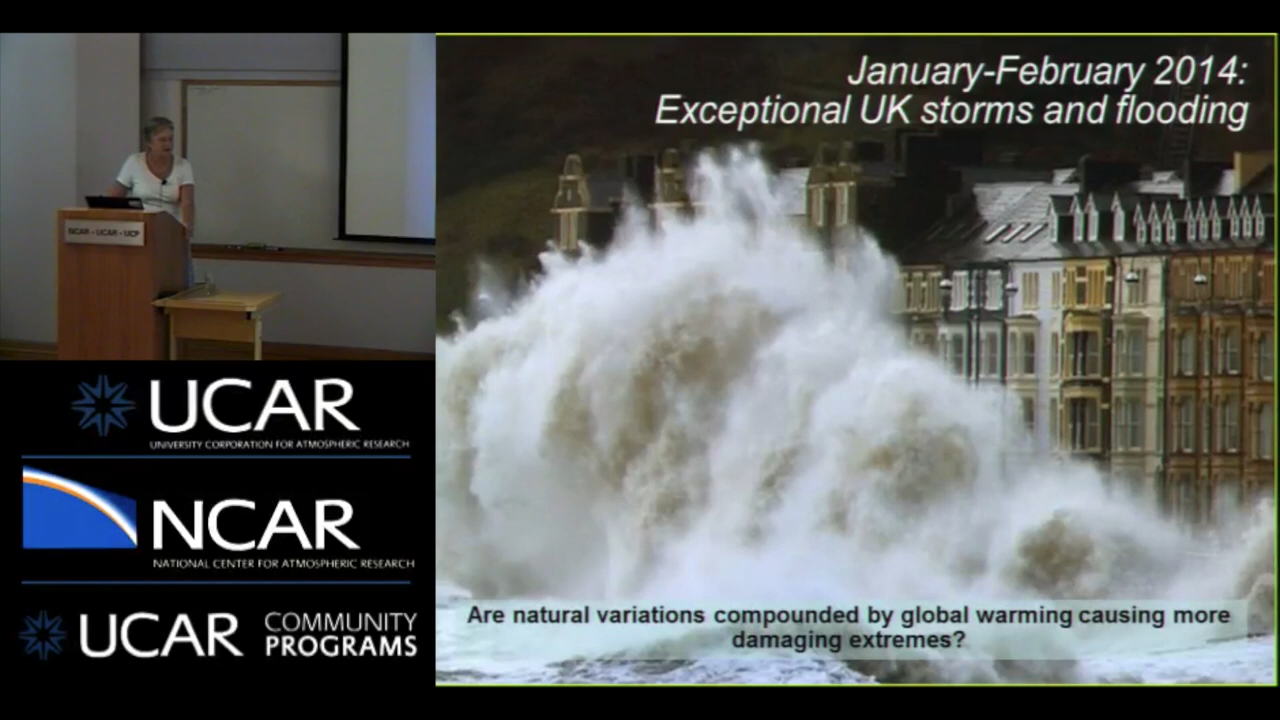 January-February 2014:
Exceptional UK storms and flooding
NCAR • UCAR • UCP
UCAR
UNIVERSITY CORPORATION FOR ATMOSPHERIC RESEARCH
NCAR
NATIONAL CENTER FOR ATMOSPHERIC RESEARCH
UCAR COMMUNITY
PROGRAMS
Are natural variations compounded by global warming causing more
damaging extremes?